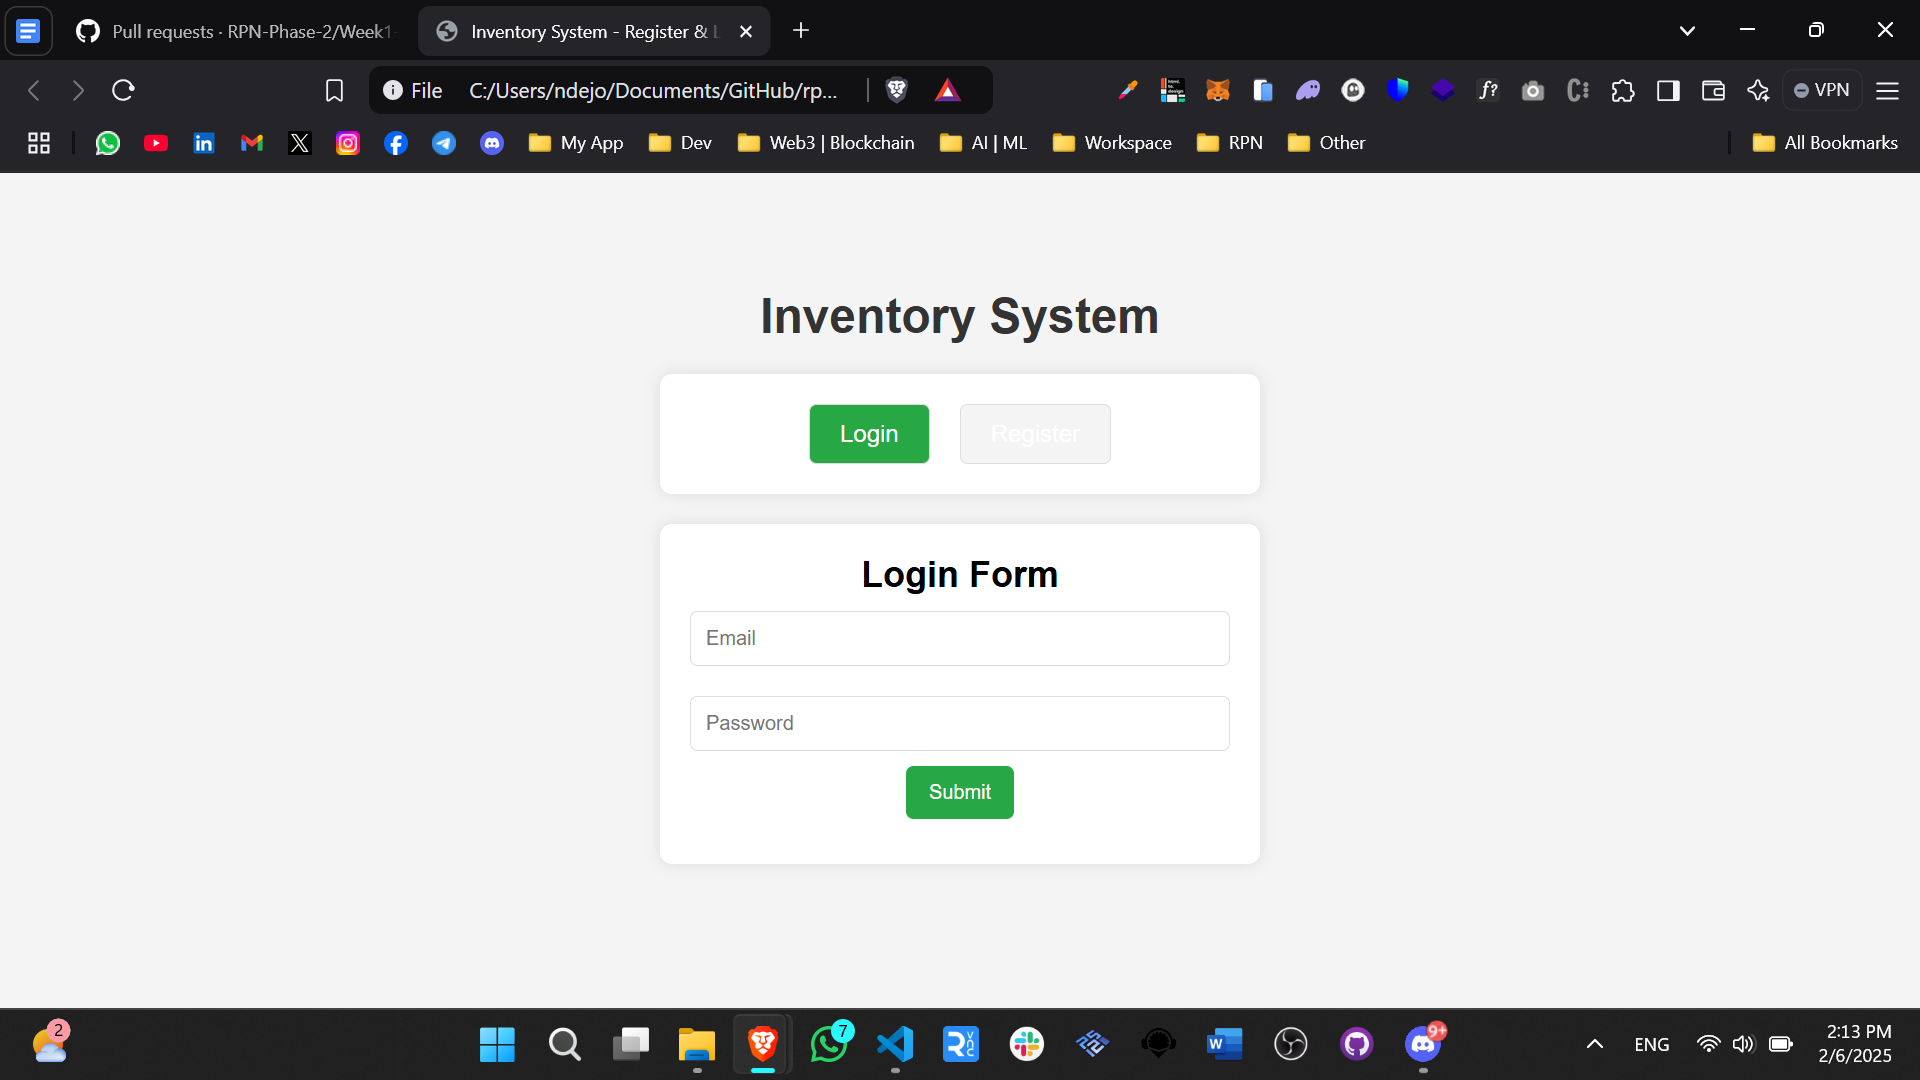 Pull requests · RPN-Phase-2/Week1-
Inventory System - Register & L
File
C:/Users/ndejo/Documents/GitHub/rp...
VPN
My App
Dev
Web3 | Blockchain
AI | ML
Workspace
RPN
Other
All Bookmarks
Inventory System
Login
Register
Login Form
Email
Password
Submit
2
7
9+
ENG
2:13 PM
2/6/2025